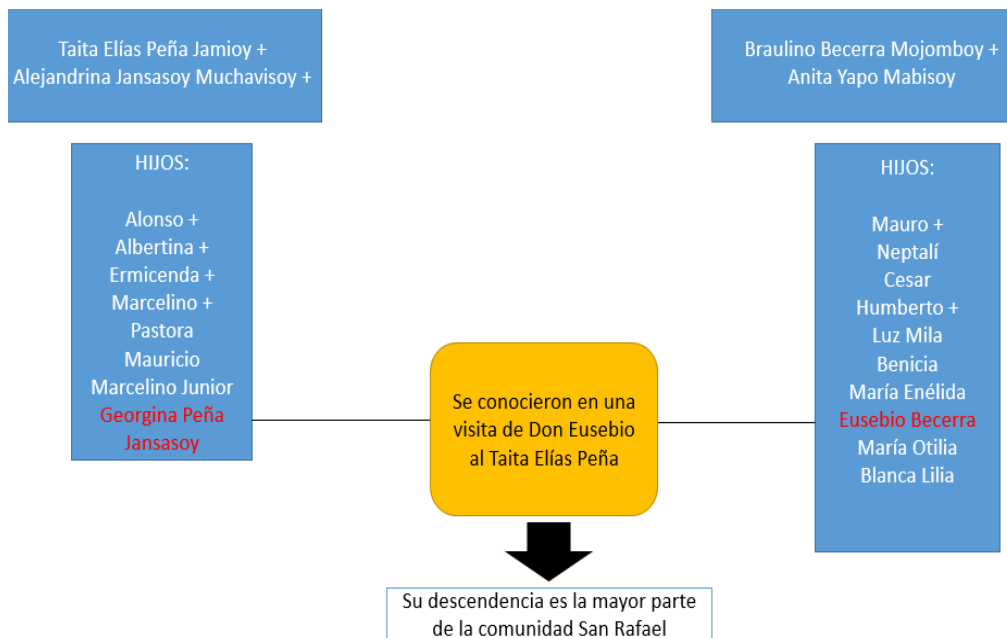 Taita Elías Peña Jamioy +
Alejandrina Jansasoy Muchavisoy +
HIJOS:
Alonso +
Albertina +
Ermicenda +
Marcelino +
Pastora
Mauricio
Marcelino Junior
Georgina Peña
Jansasoy
Se conocieron en una
visita de Don Eusebio
al Taita Elías Peña
Braulino Becerra Mojomboy +
Anita Yapo Mabisoy
HIJOS:
Mauro +
Neptalí
Cesar
Humberto +
Luz Mila
Benicia
María Enélida
Eusebio Becerra
María Otilia
Blanca Lilia
Su descendencia es la mayor parte
de la comunidad San Rafael